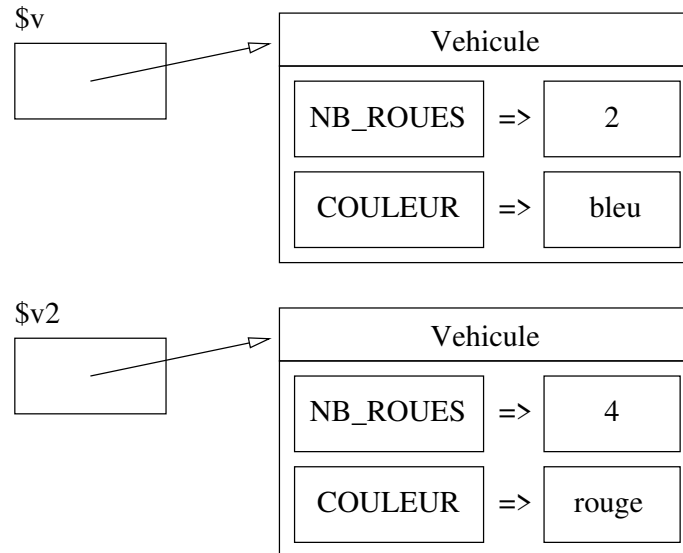 $v
Vehicule
NB_ROUES => 2
COULEUR => bleu
$v2
Vehicule
NB_ROUES => 4
COULEUR => rouge